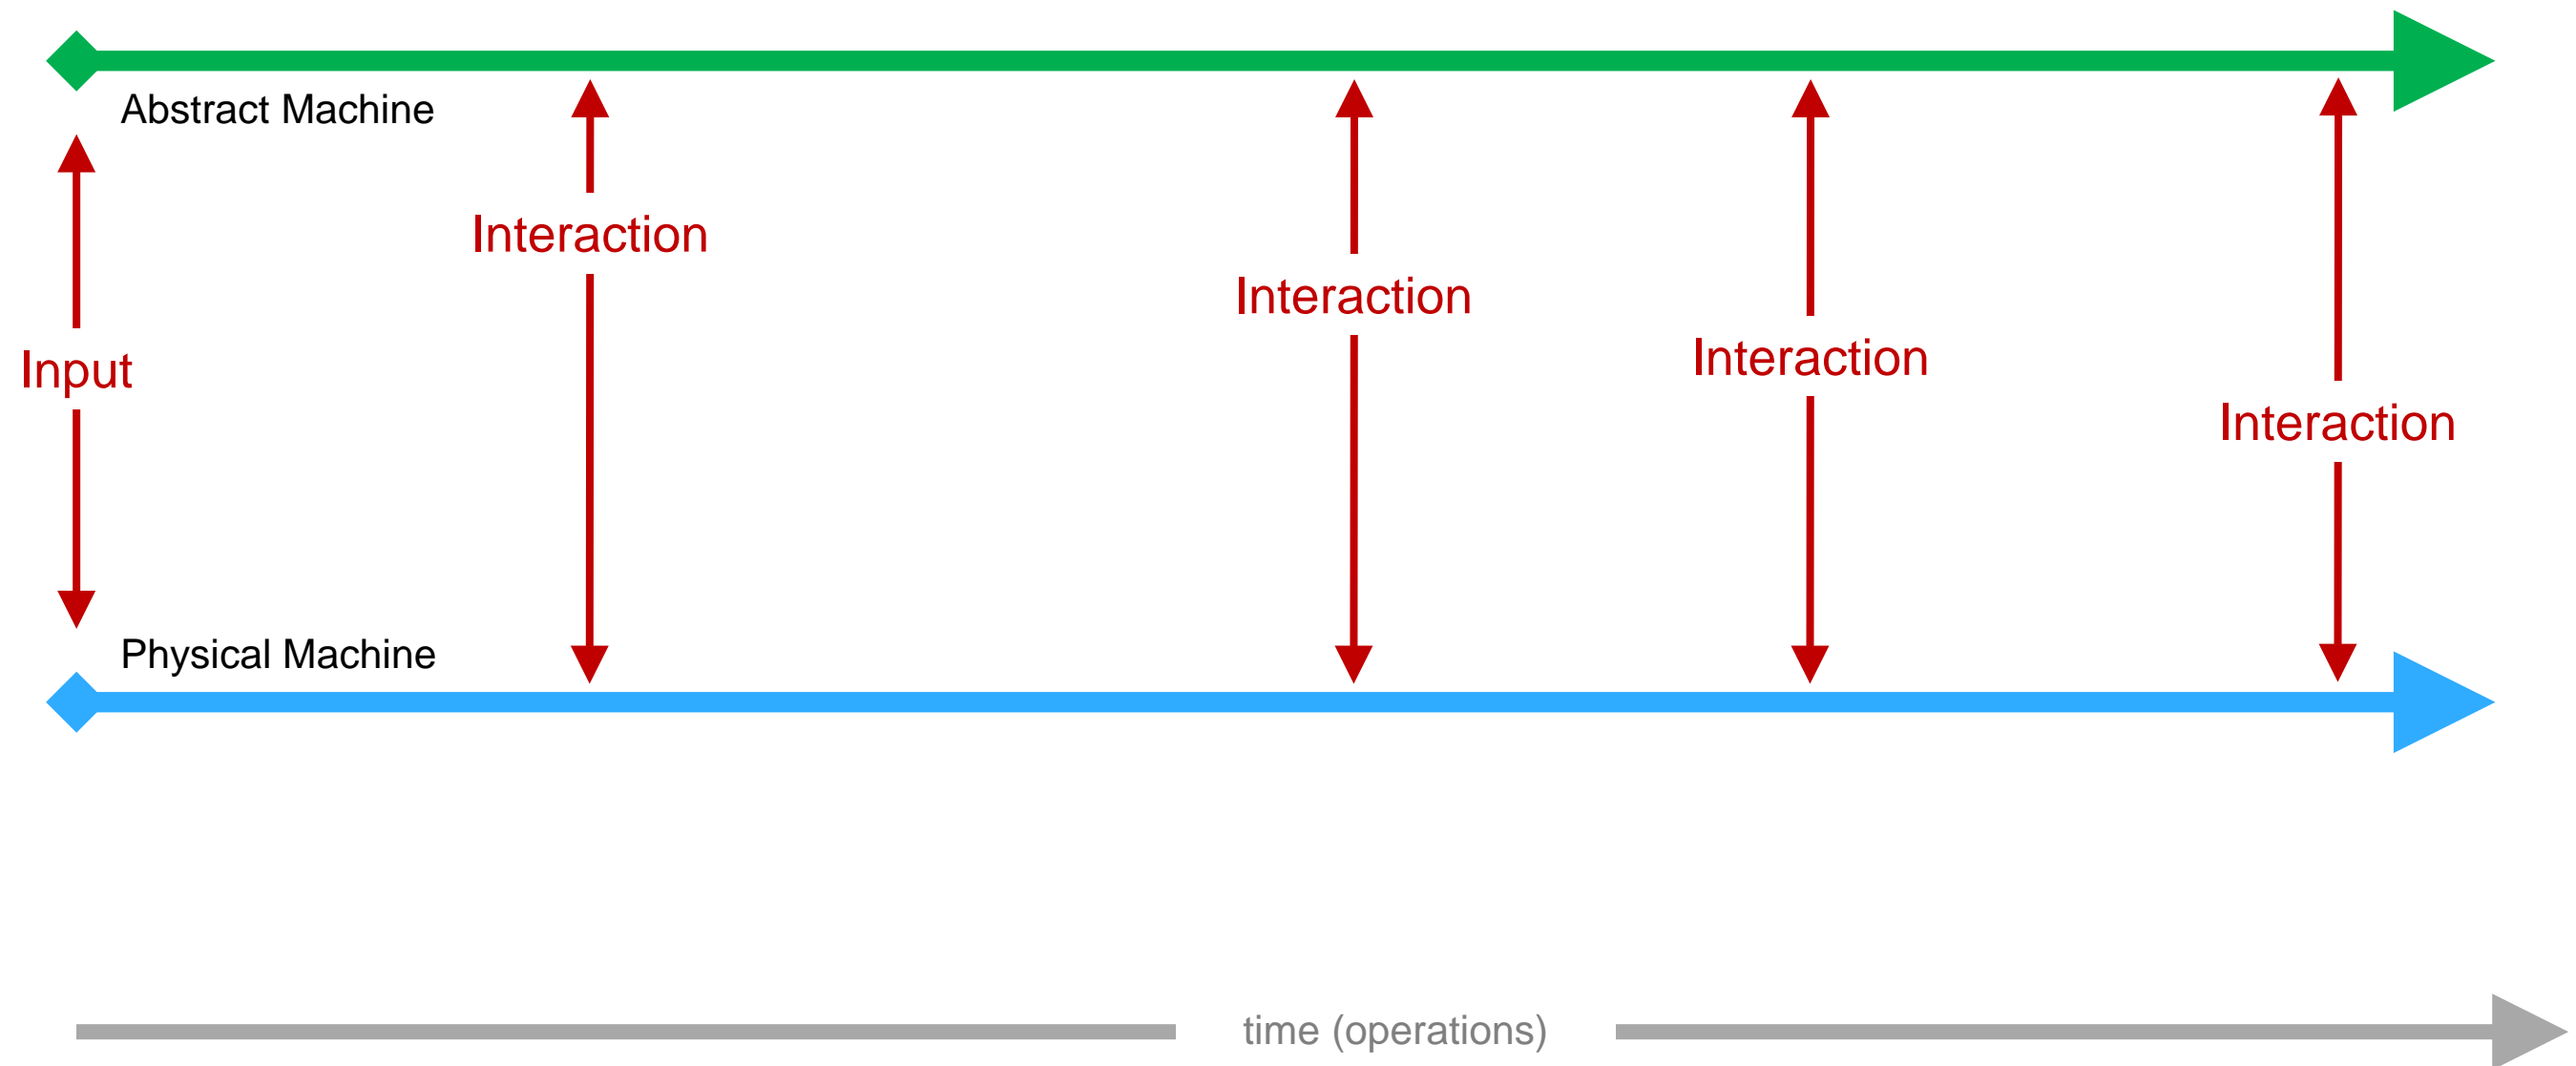 Abstract Machine
Interaction
Interaction
Interaction
Input
Interaction
Physical Machine
time (operations)